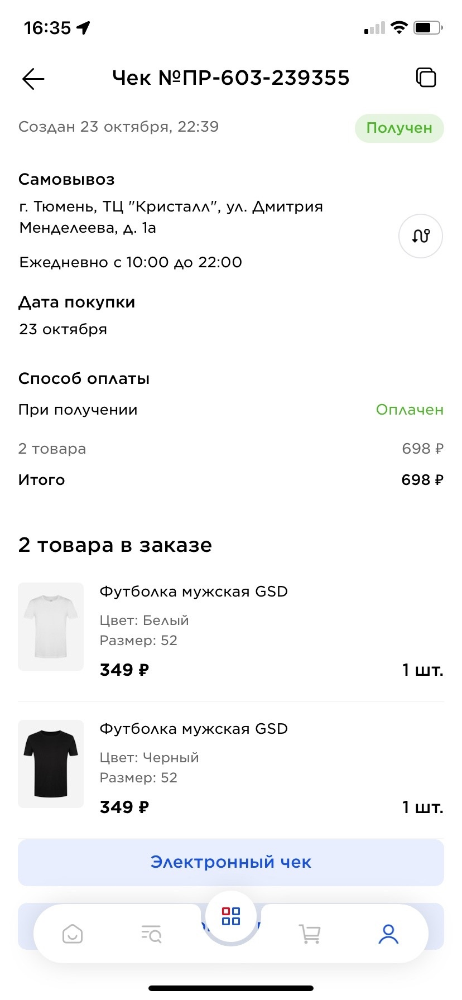 16:35
Чек №ПР-603-239355
Создан 23 октября, 22:39
Получен
Самовывоз
г. Тюмень, ТЦ "Кристалл", ул. Дмитрия
Менделеева, д. 1а
Ежедневно с 10:00 до 22:00
Дата покупки
23 октября
Способ оплаты
При получении Оплачен
2 товара 698 ₽
Итого 698 ₽
2 товара в заказе
Футболка мужская GSD
Цвет: Белый
Размер: 52
349 ₽ 1 шт.
Футболка мужская GSD
Цвет: Черный
Размер: 52
349 ₽ 1 шт.
Электронный чек